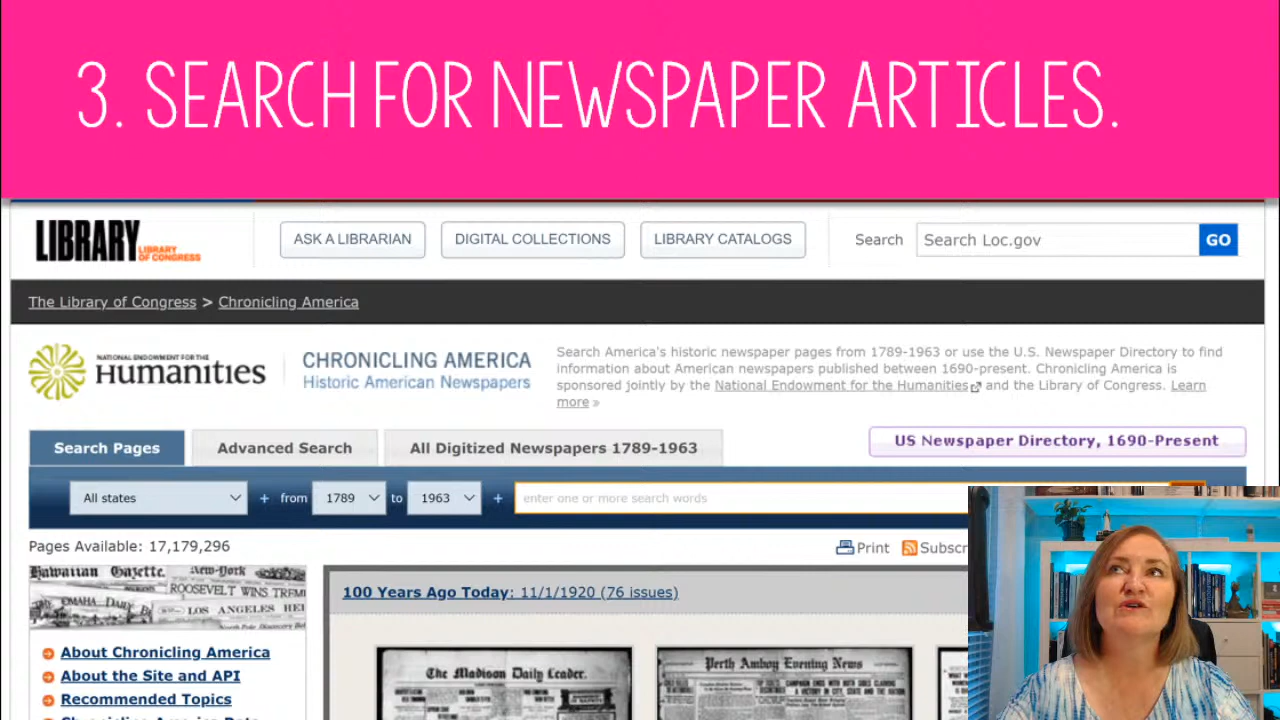 3. SEARCH FOR NEWSPAPER ARTICLES.
LIBRARY
LIBRARY
OF CONGRESS
ASK A LIBRARIAN
DIGITAL COLLECTIONS
LIBRARY CATALOGS
Search
Search Loc.gov
GO
The Library of Congress > Chronicling America
NATIONAL ENDOWMENT FOR THE
Humanities
CHRONICLING AMERICA
Historic American Newspapers
Search America's historic newspaper pages from 1789-1963 or use the U.S. Newspaper Directory to find
information about American newspapers published between 1690-present. Chronicling America is
sponsored jointly by the National Endowment for the Humanities and the Library of Congress. Learn
more »
Search Pages
Advanced Search
All Digitized Newspapers 1789-1963
US Newspaper Directory, 1690-Present
All states + from 1789 to 1963 + enter one or more search words
Pages Available: 17,179,296
Print
Subscr
Hawaiian Gazette.
New-York
ROOSEVELT WINS
OMAHA DAILY
LOS ANGELES
100 Years Ago Today: 11/1/1920 (76 issues)
About Chronicling America
About the Site and API
Recommended Topics
The Madison Daily Leader.
Perth Amboy Evening News